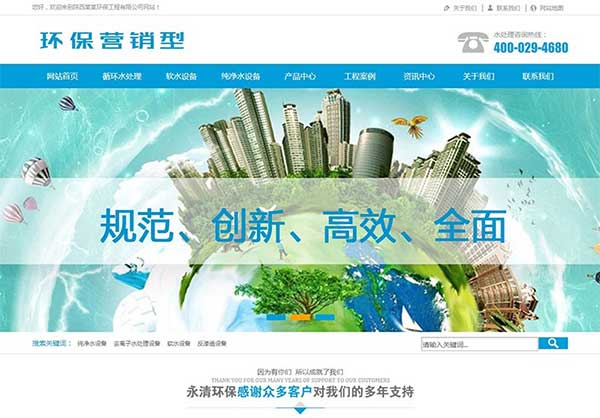 您好，欢迎来到陕西某某环保工程有限公司网站！
关于我们 | 联系我们 | 网站地图
环保营销型
水处理咨询热线：
400-029-4680
网站首页 循环水处理 软水设备 纯净水设备 产品中心 工程案例 资讯中心 关于我们 联系我们
规范、创新、高效、全面
搜索关键词： 纯净水设备 去离子水处理设备 软水设备 反渗透设备
请输入关键词...
因为有你们 所以成就了我们
THANK YOU FOR OUR MANY YEARS OF SUPPORT TO OUR CUSTOMERS
永清环保感谢众多客户对我们的多年支持